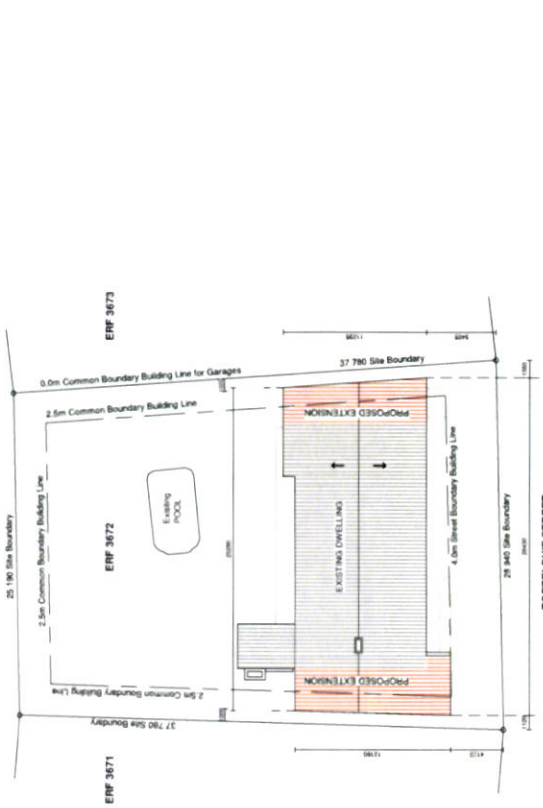 ERF 3673
0.0m Common Boundary Building Line for Garages
37 780 Site Boundary
2.5m Common Boundary Building Line
25 190 Site Boundary
2.5m Common Boundary Building Line
ERF 3672
Existing
POOL
PROPOSED EXTENSION
EXISTING DWELLING
4.0m Street Boundary Building Line
28 940 Site Boundary
PROPOSED EXTENSION
2.5m Common Boundary Building Line
37 780 Site Boundary
ERF 3671